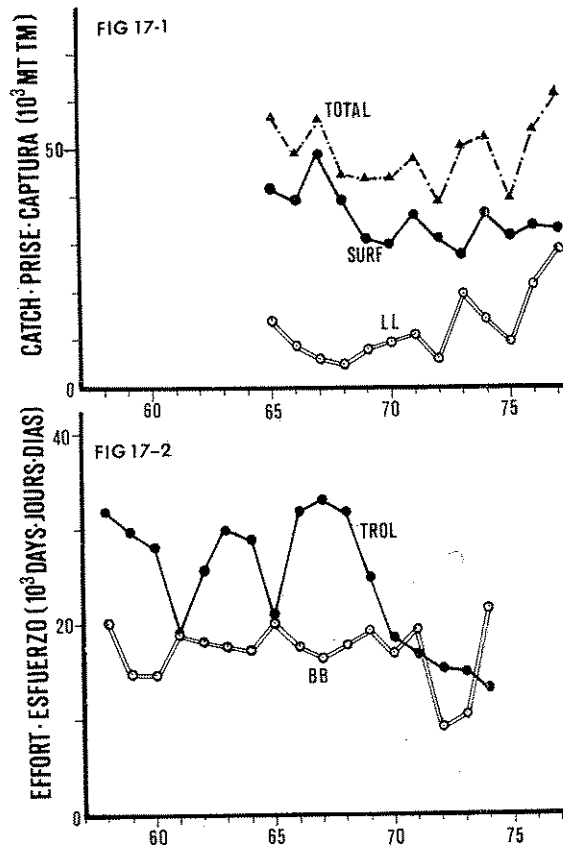 FIG 17-1
CATCH·PRISE·CAPTURA (10³ MT TM)
50
0
TOTAL
SURF
LL
60 65 70 75
FIG 17-2
EFFORT·ESFUERZO (10³ DAYS·JOURS·DIAS)
40
20
0
TROL
BB
60 65 70 75